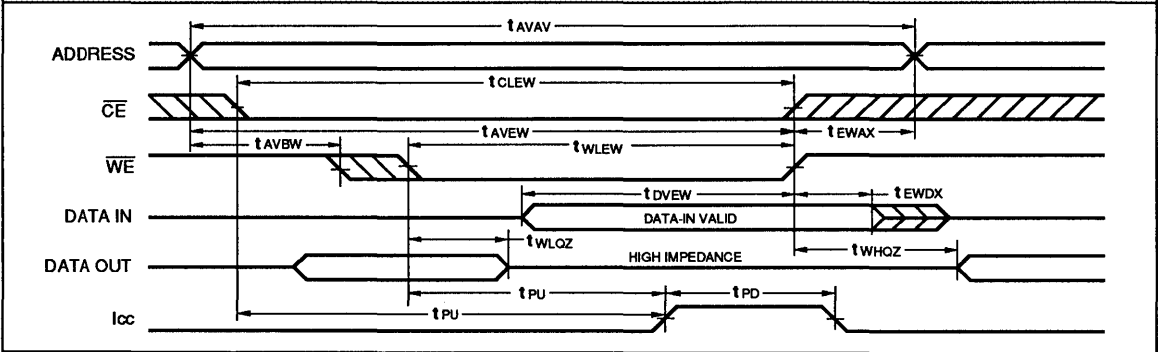 t AVAV
ADDRESS
t CLEW
CE
t AVEW
t EWAX
t AVBW
t WLEW
WE
t DVEW
t EWDX
DATA IN
DATA-IN VALID
t WLQZ
t WHQZ
DATA OUT
HIGH IMPEDANCE
t PU
t PD
t PU
Icc